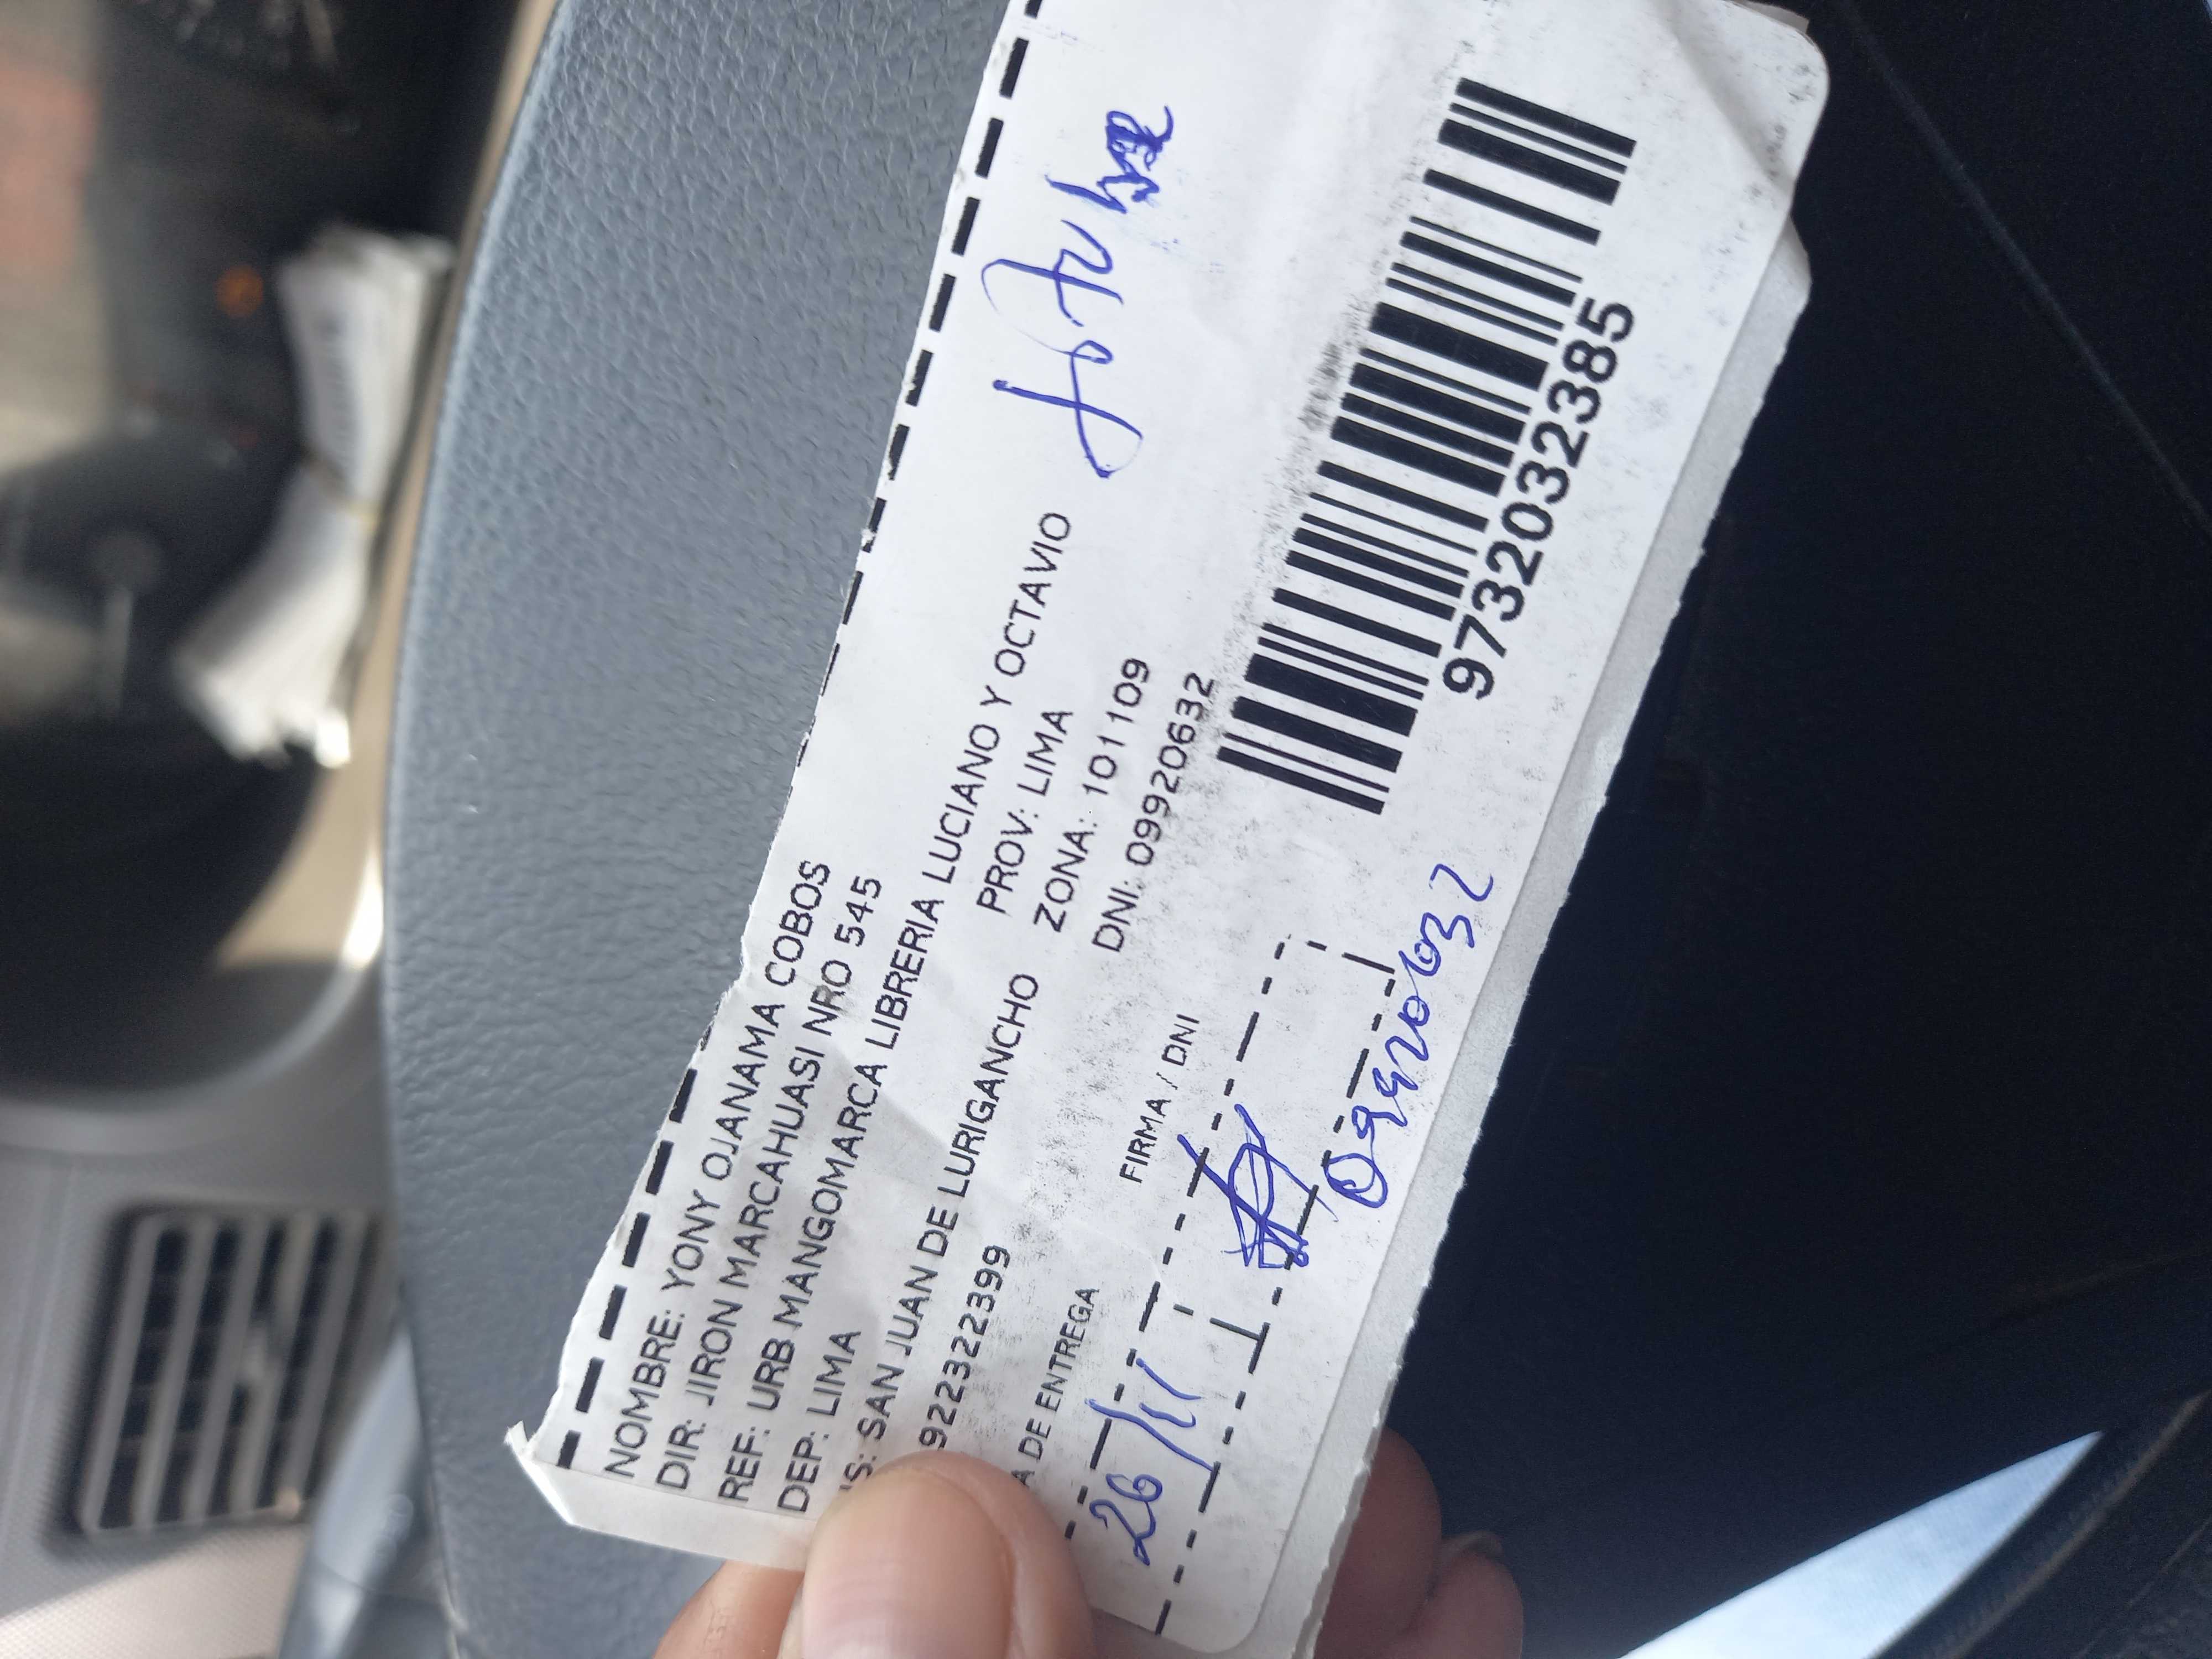 NOMBRE: YONY OJANAMA COBOS
DIR: JIRON MARCAHUASI NRO 545
REF: URB MANGOMARCA LIBRERIA LUCIANO Y OCTAVIO
DEP: LIMA PROV: LIMA
IS: SAN JUAN DE LURIGANCHO ZONA: 101109
922322399 DNI: 09920632
A DE ENTREGA FIRMA / DNI
26/11
09920632
9732032385